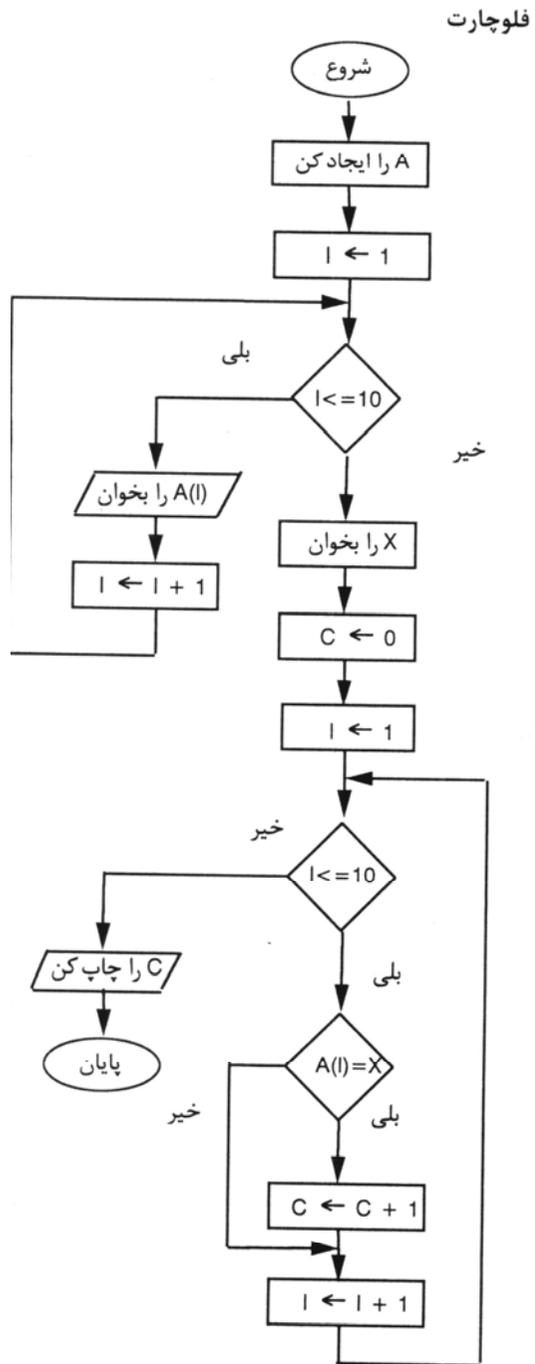 فلوچارت
شروع
A را ایجاد کن
I ← 1
بلی
I<=10
خیر
A(I) را بخوان
X را بخوان
I ← I + 1
C ← 0
I ← 1
خیر
I<=10
C را چاپ کن
بلی
پایان
A(I)=X
خیر
بلی
C ← C + 1
I ← I + 1